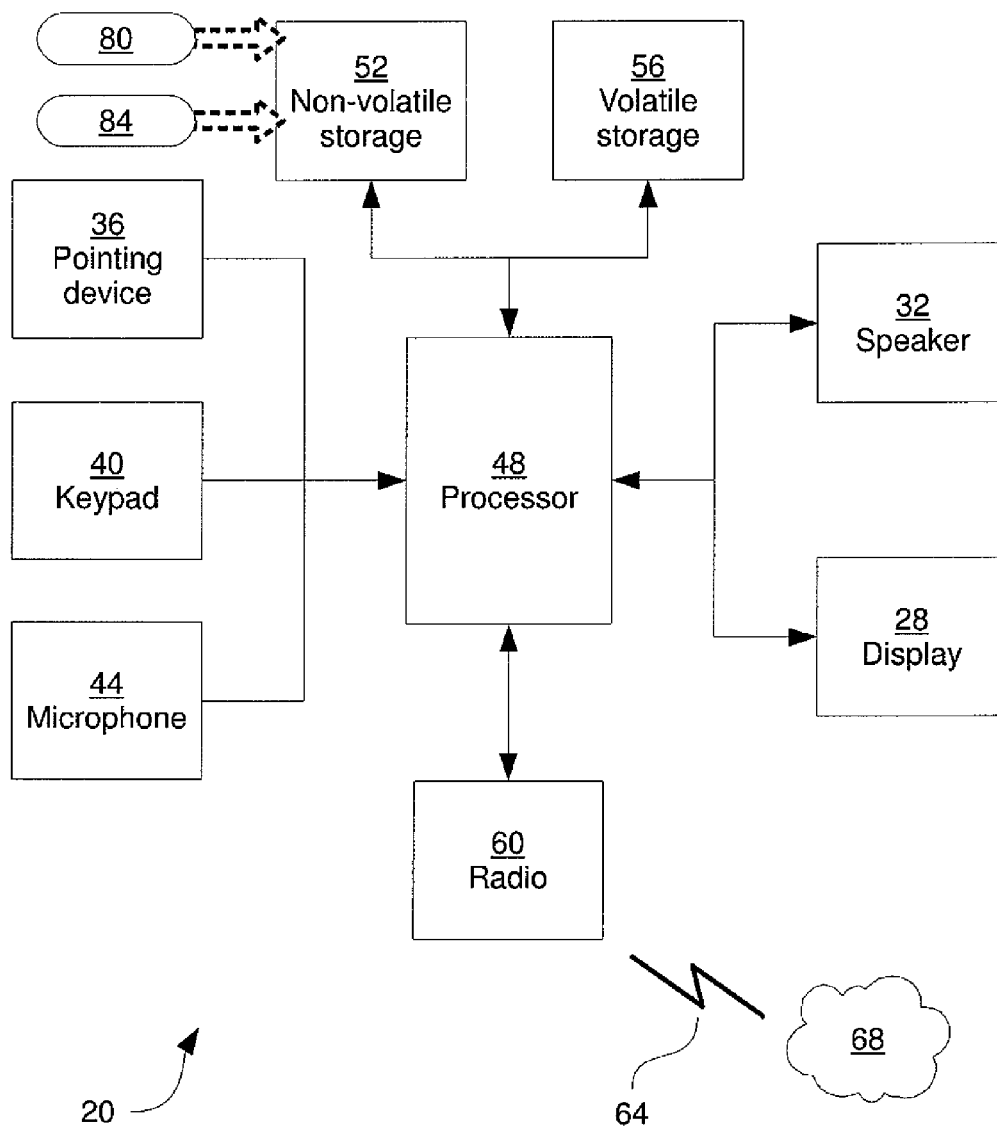 80
84
52
Non-volatile
storage
56
Volatile
storage
36
Pointing
device
32
Speaker
40
Keypad
48
Processor
44
Microphone
28
Display
60
Radio
68
20
64